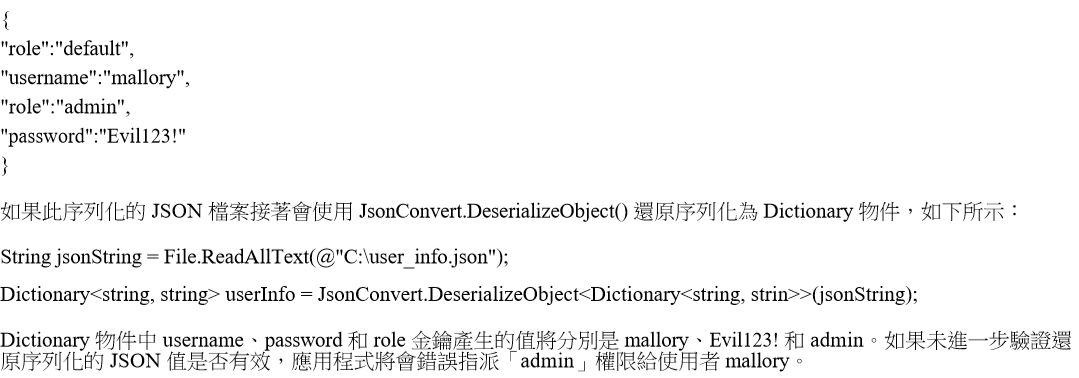 {
"role":"default",
"username":"mallory",
"role":"admin",
"password":"Evil123!"
}
如果此序列化的 JSON 檔案接著會使用 JsonConvert.DeserializeObject() 還原序列化為 Dictionary 物件，如下所示：
String jsonString = File.ReadAllText(@"C:\user_info.json");
Dictionary<string, string> userInfo = JsonConvert.DeserializeObject<Dictionary<string, strin>>(jsonString);
Dictionary 物件中 username、password 和 role 金鑰產生的值將分別是 mallory、Evil123! 和 admin。如果未進一步驗證還
原序列化的 JSON 值是否有效，應用程式將會錯誤指派「admin」權限給使用者 mallory。